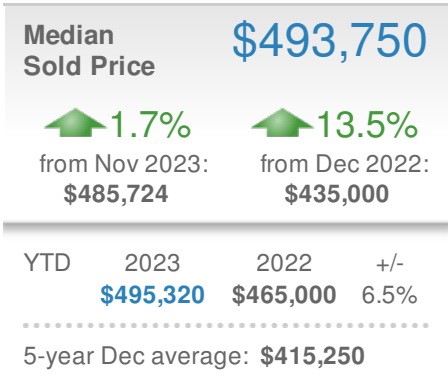 Median
Sold Price
$493,750
1.7%
from Nov 2023:
$485,724
13.5%
from Dec 2022:
$435,000
YTD 2023 2022 +/-
$495,320 $465,000 6.5%
5-year Dec average: $415,250